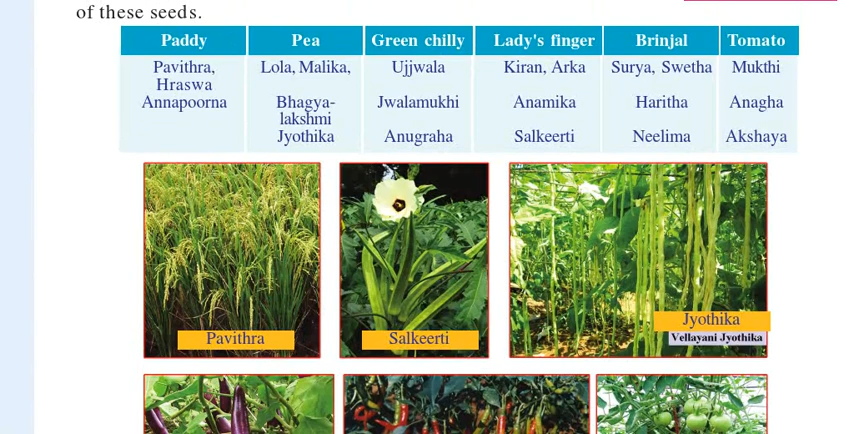 of these seeds.
Paddy Pea Green chilly Lady's finger Brinjal Tomato
Pavithra, Lola, Malika, Ujjwala Kiran, Arka Surya, Swetha Mukthi
Hraswa
Annapoorna Bhagya- Jwalamukhi Anamika Haritha Anagha
lakshmi
Jyothika Anugraha Salkeerti Neelima Akshaya
Pavithra
Salkeerti
Jyothika
Vellayani Jyothika